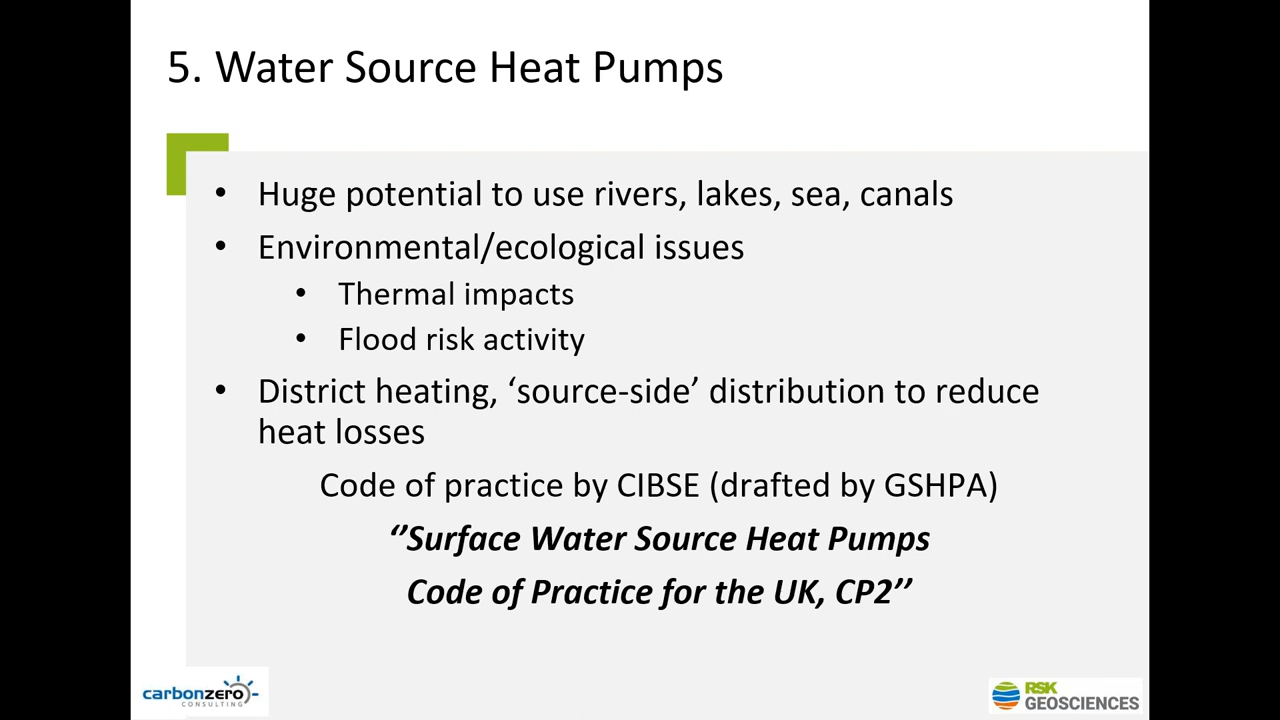 5. Water Source Heat Pumps
• Huge potential to use rivers, lakes, sea, canals
• Environmental/ecological issues
• Thermal impacts
• Flood risk activity
• District heating, ‘source-side’ distribution to reduce
heat losses
Code of practice by CIBSE (drafted by GSHPA)
‘’Surface Water Source Heat Pumps
Code of Practice for the UK, CP2’’
carbonzero
CONSULTING
RSK
GEOSCIENCES